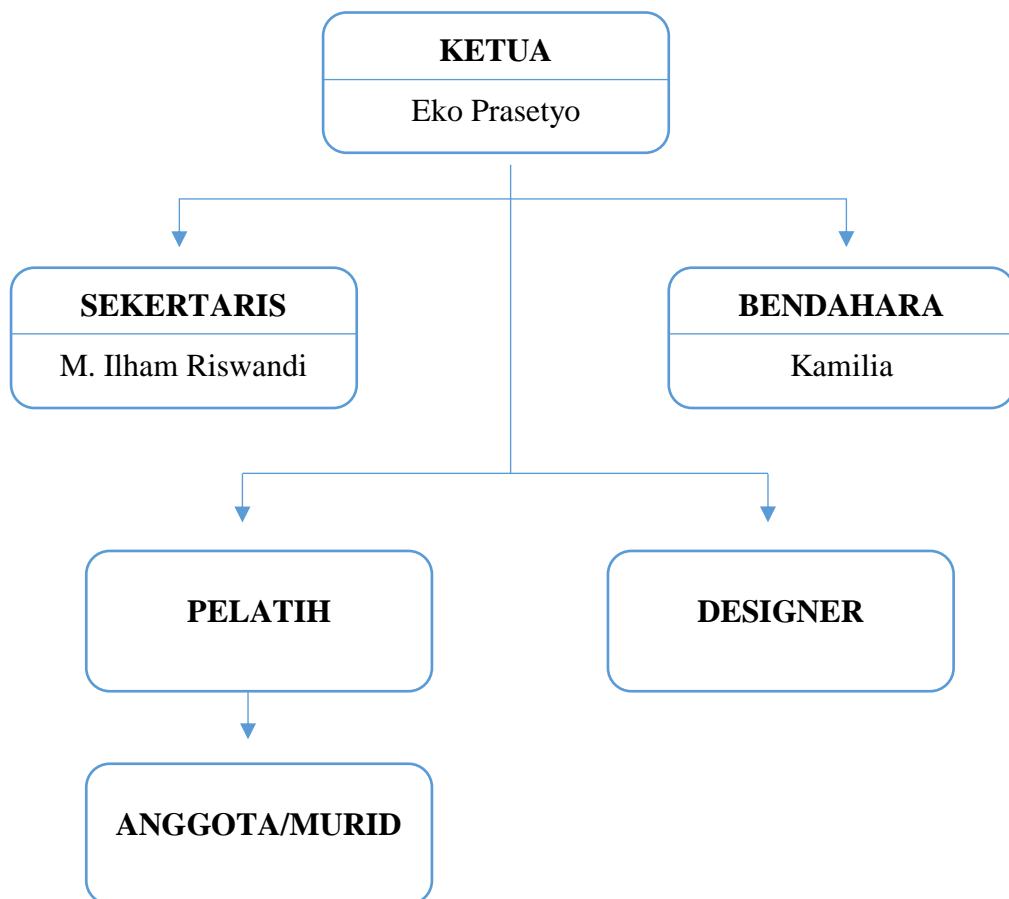 KETUA
Eko Prasetyo
SEKERTARIS
M. Ilham Riswandi
BENDAHARA
Kamilia
PELATIH
DESIGNER
ANGGOTA/MURID